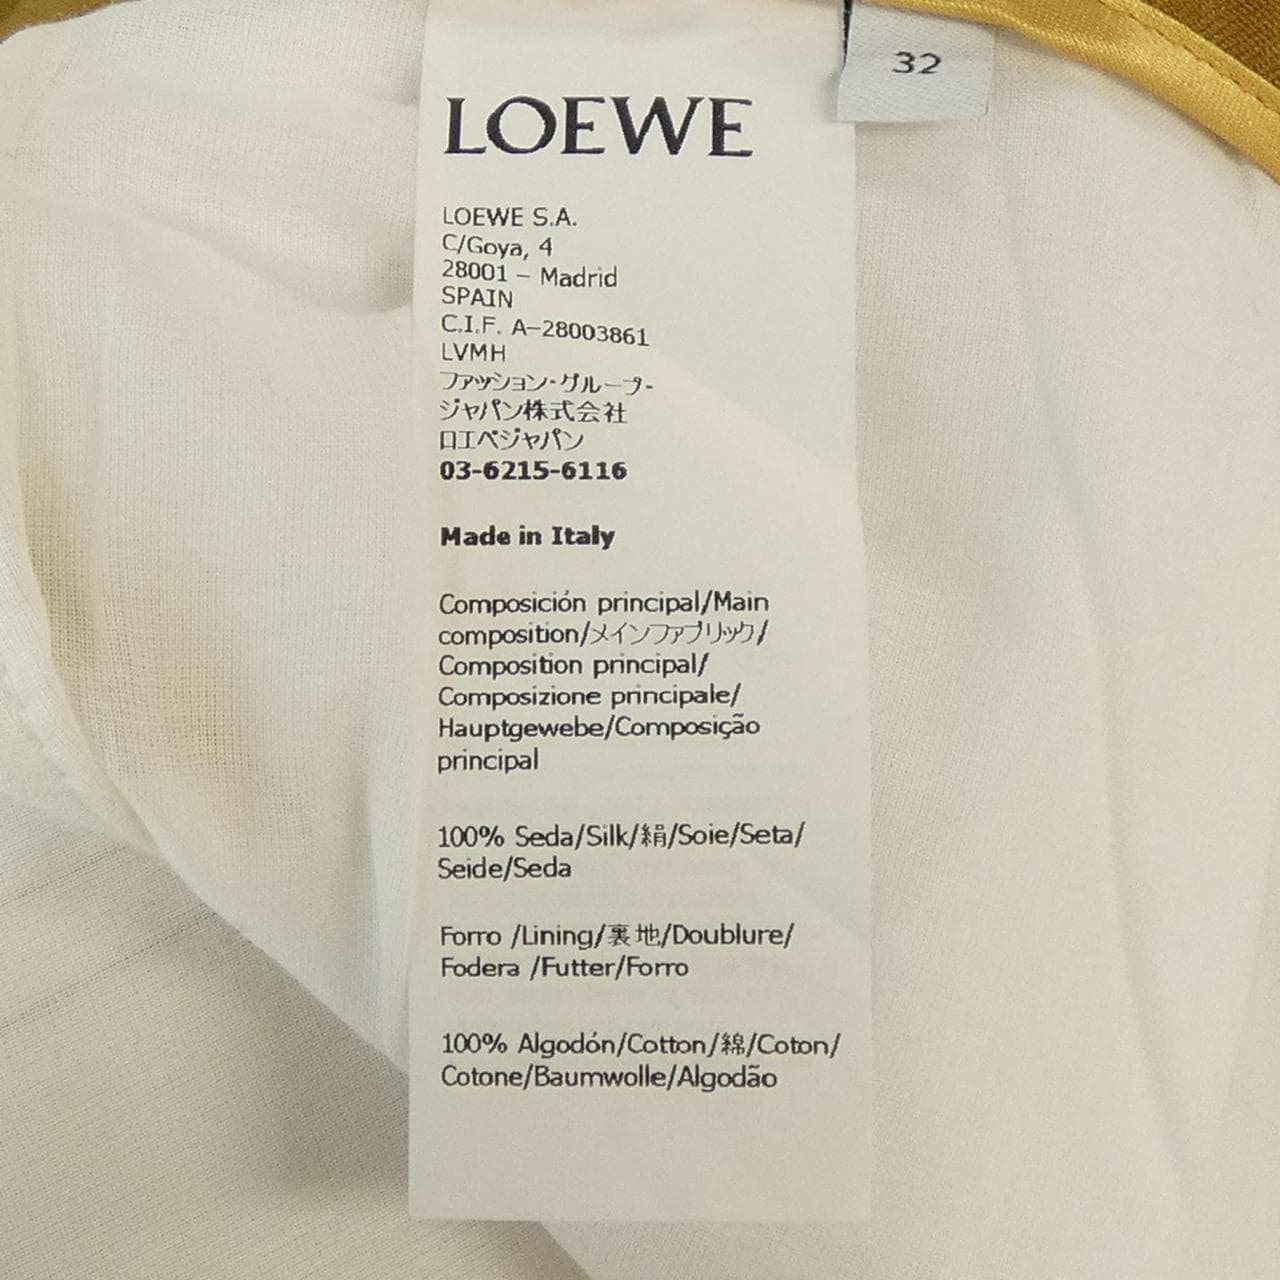 32
LOEWE
LOEWE S.A.
C/Goya, 4
28001 – Madrid
SPAIN
C.I.F. A–28003861
LVMH
ファッション・グループ-
ジャパン株式会社
ロエベジャパン
03-6215-6116
Made in Italy
Composición principal/Main
composition/メインファブリック/
Composition principal/
Composizione principale/
Hauptgewebe/Composição
principal
100% Seda/Silk/絹/Soie/Seta/
Seide/Seda
Forro /Lining/裏地/Doublure/
Fodera /Futter/Forro
100% Algodón/Cotton/綿/Coton/
Cotone/Baumwolle/Algodão